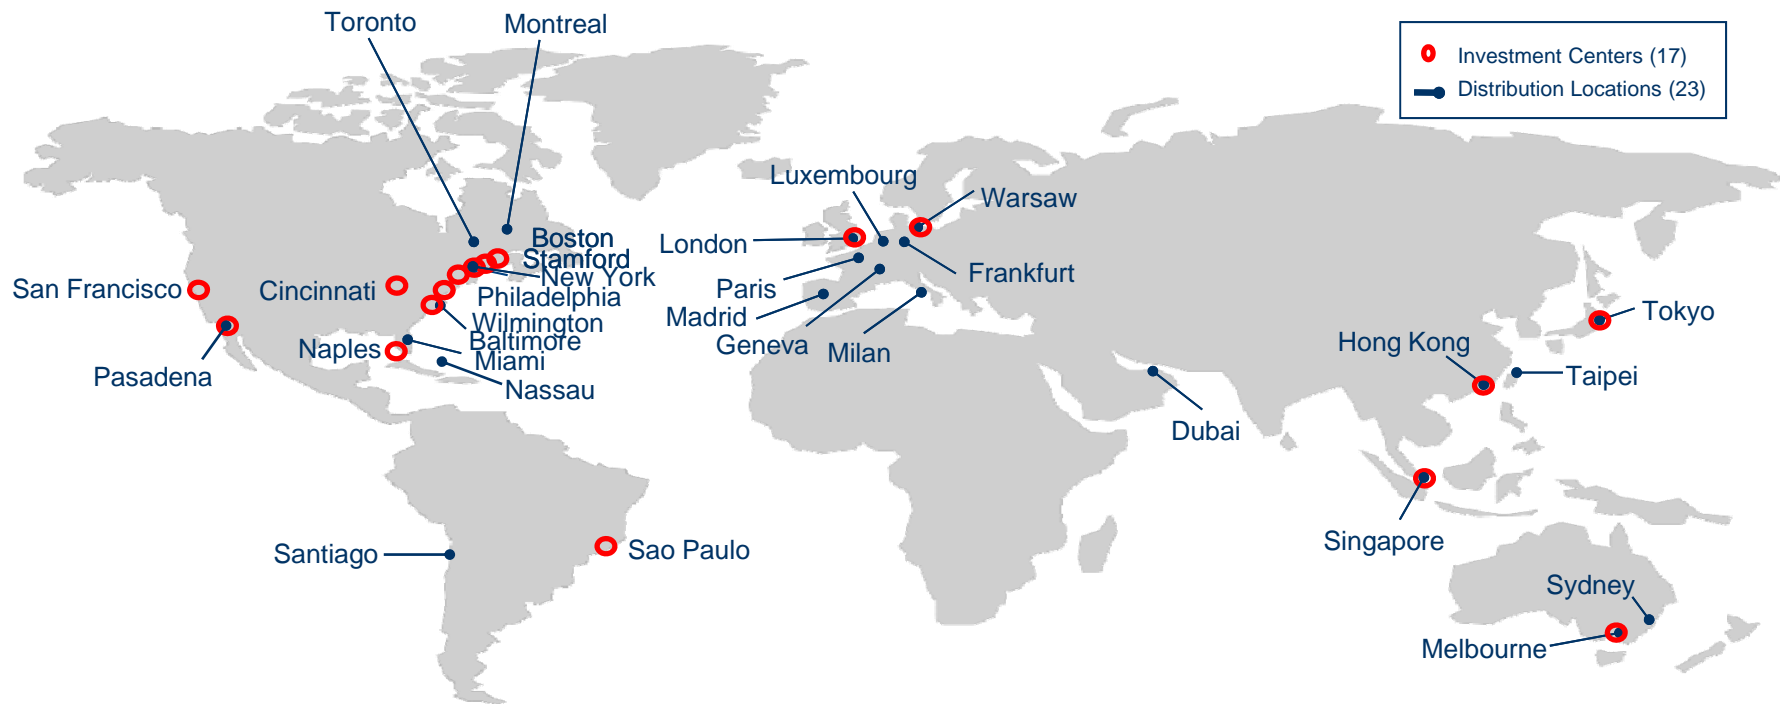 Toronto
Montreal
Investment Centers (17)
Distribution Locations (23)
Luxembourg
Warsaw
Boston
London
Stamford
New York
Frankfurt
San Francisco
Cincinnati
Paris
Philadelphia
Madrid
Tokyo
Wilmington
Baltimore
Geneva
Milan
Hong Kong
Naples
Miami
Pasadena
Nassau
Taipei
Dubai
Singapore
Santiago
Sao Paulo
Sydney
Melbourne